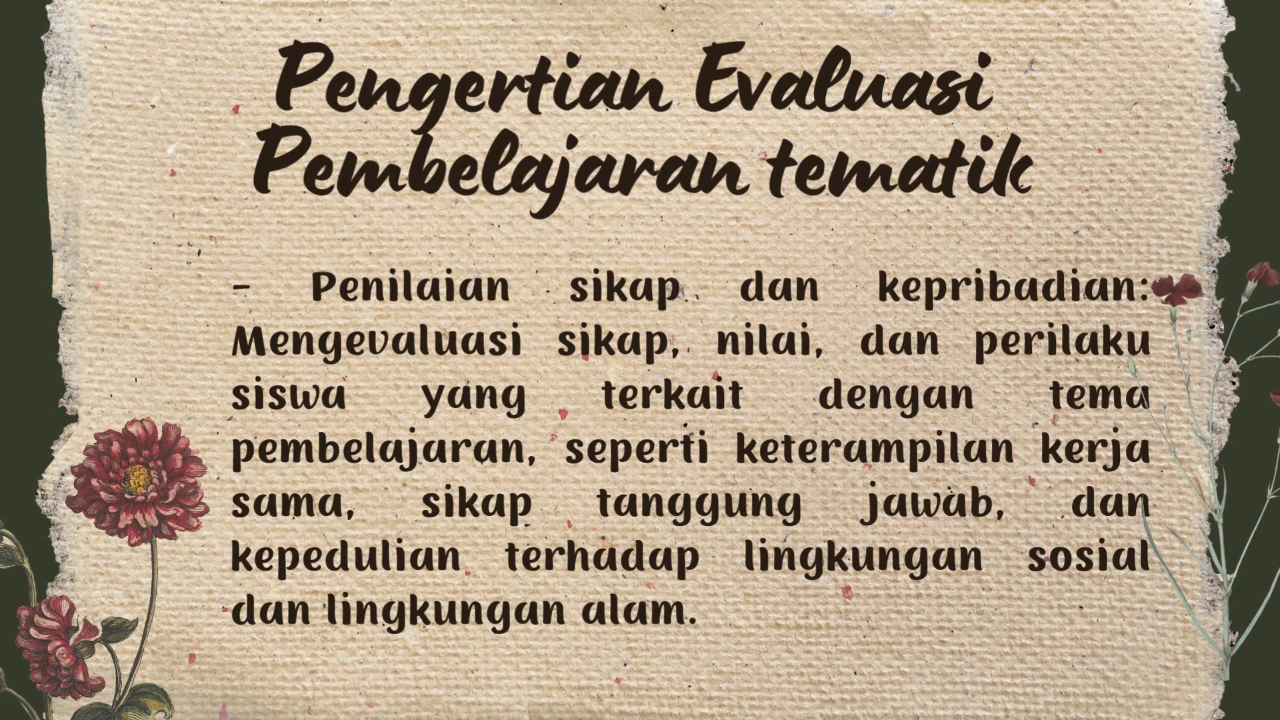 Pengertian Evaluasi
Pembelajaran tematik
- Penilaian sikap dan kepribadian:
Mengevaluasi sikap, nilai, dan perilaku
siswa yang terkait dengan tema
pembelajaran, seperti keterampilan kerja
sama, sikap tanggung jawab, dan
kepedulian terhadap lingkungan sosial
dan lingkungan alam.